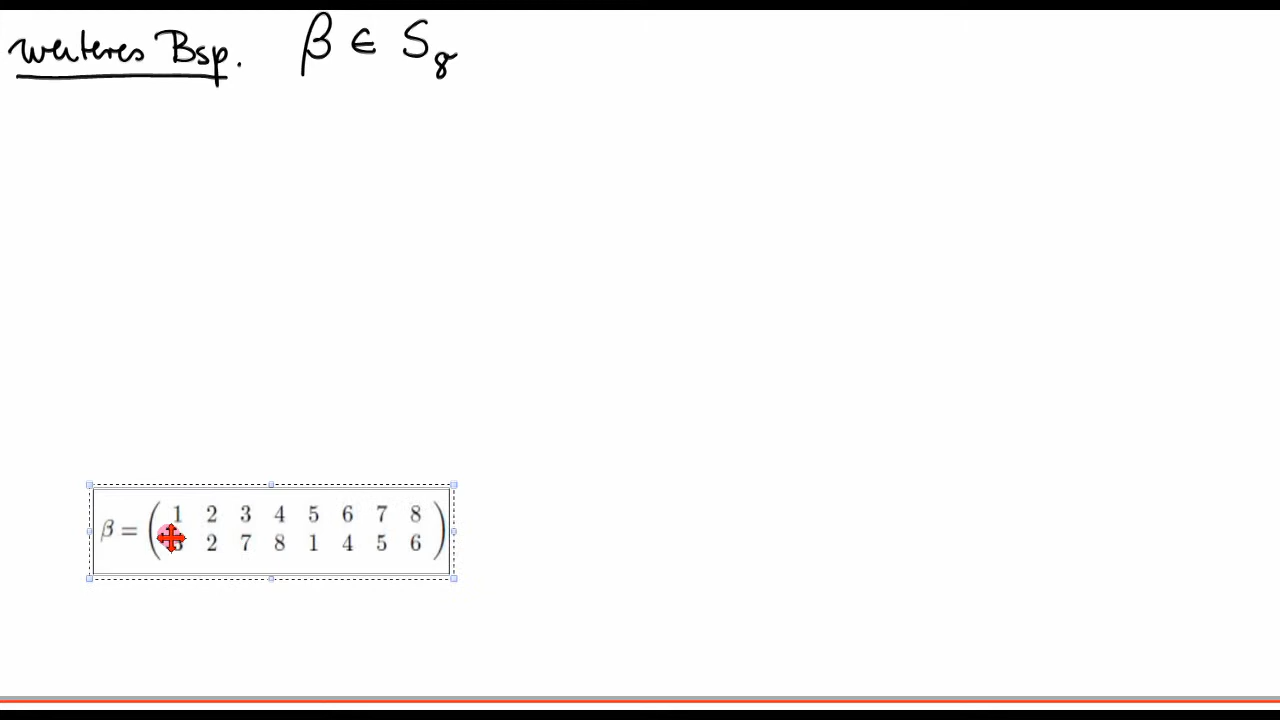 weiteres Bsp. β ∈ S₈
1 2 3 4 5 6 7 8
β =
2 7 8 1 4 5 6